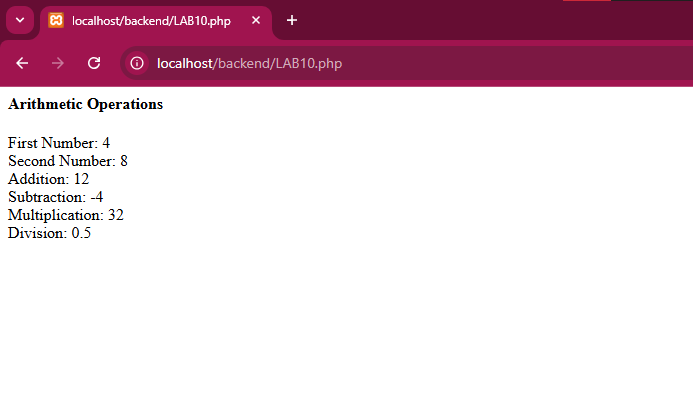 localhost/backend/LAB10.php
localhost/backend/LAB10.php
Arithmetic Operations
First Number: 4
Second Number: 8
Addition: 12
Subtraction: -4
Multiplication: 32
Division: 0.5